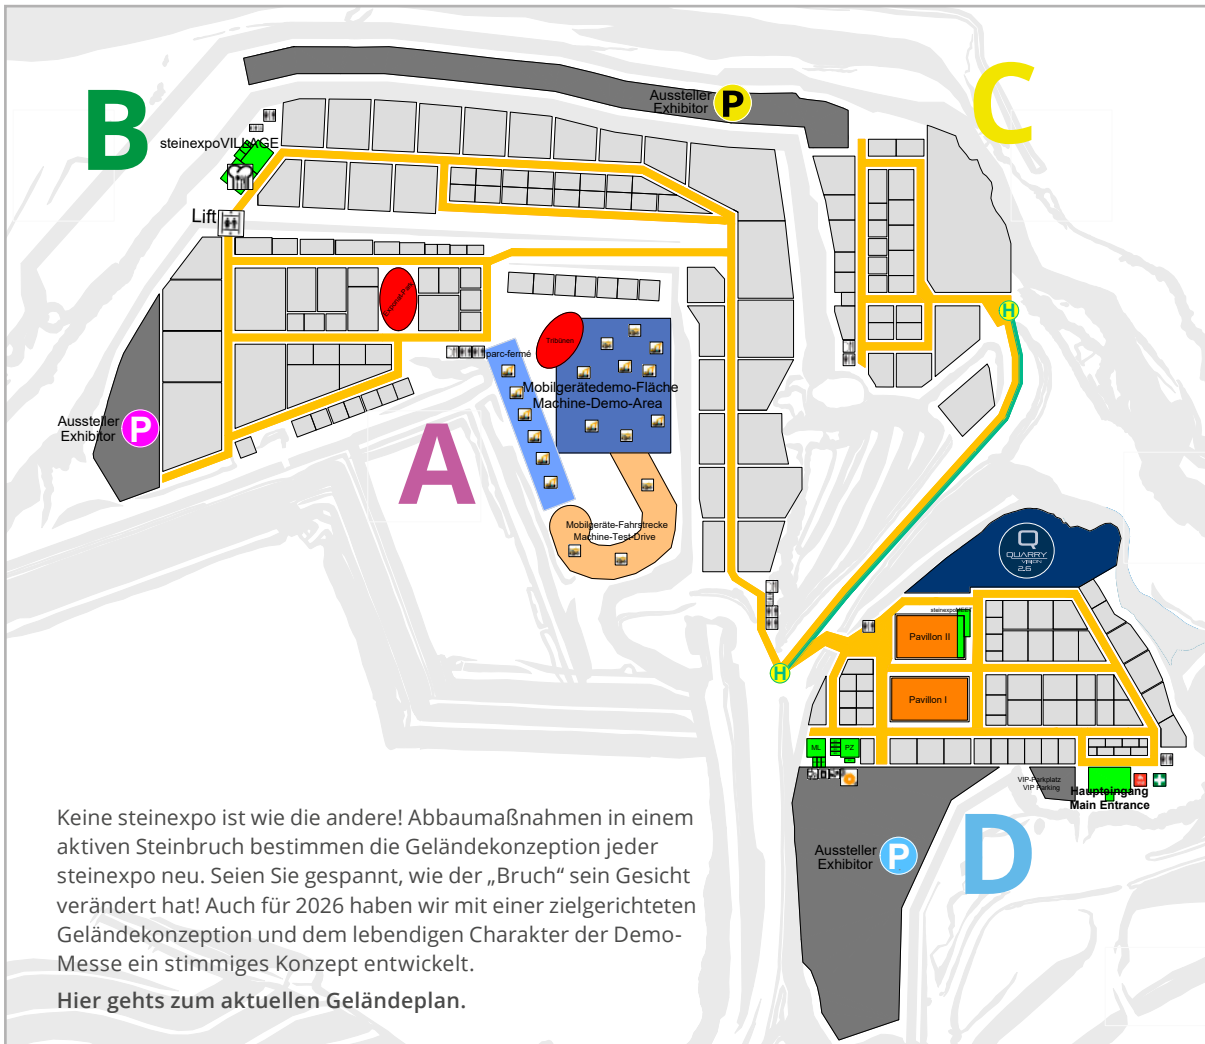 B
C
Aussteller
Exhibitor
P
steinexpoVILLAGE
Lift
H
parc-fermé
Tribünen
Mobilgerätedemo-Fläche
Machine-Demo-Area
Aussteller
Exhibitor
P
A
Mobilgeräte-Fahrstrecke
Machine-Test-Drive
Q
QUARRY
VISION
2.6
Pavillon II
H
Pavillon I
ML
PZ
VIP-Parkplatz
VIP Parking
Haupteingang
Main Entrance
Aussteller
Exhibitor
P
D
Keine steinexpo ist wie die andere! Abbaumaßnahmen in einem
aktiven Steinbruch bestimmen die Geländekonzeption jeder
steinexpo neu. Seien Sie gespannt, wie der „Bruch“ sein Gesicht
verändert hat! Auch für 2026 haben wir mit einer zielgerichteten
Geländekonzeption und dem lebendigen Charakter der Demo-
Messe ein stimmiges Konzept entwickelt.
Hier gehts zum aktuellen Geländeplan.